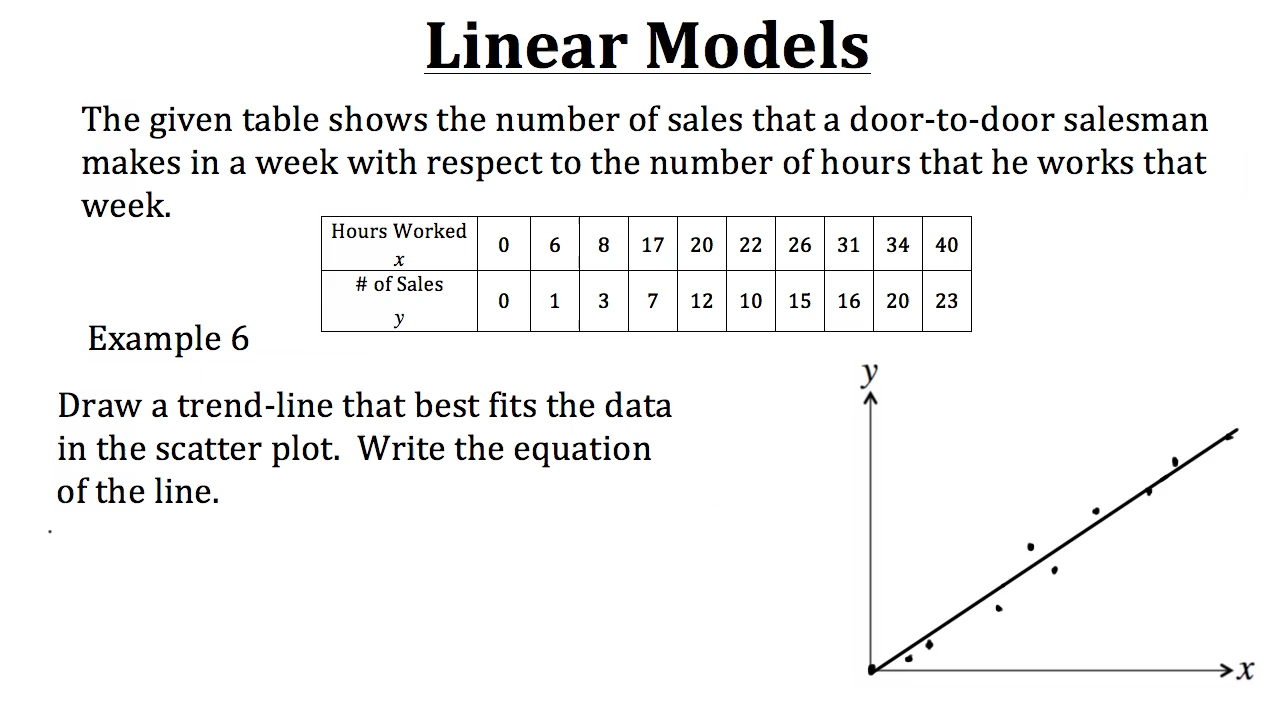 Linear Models
The given table shows the number of sales that a door-to-door salesman
makes in a week with respect to the number of hours that he works that
week.
Hours Worked x 0 6 8 17 20 22 26 31 34 40
# of Sales y 0 1 3 7 12 10 15 16 20 23
Example 6
Draw a trend-line that best fits the data
in the scatter plot. Write the equation
of the line.
y
x